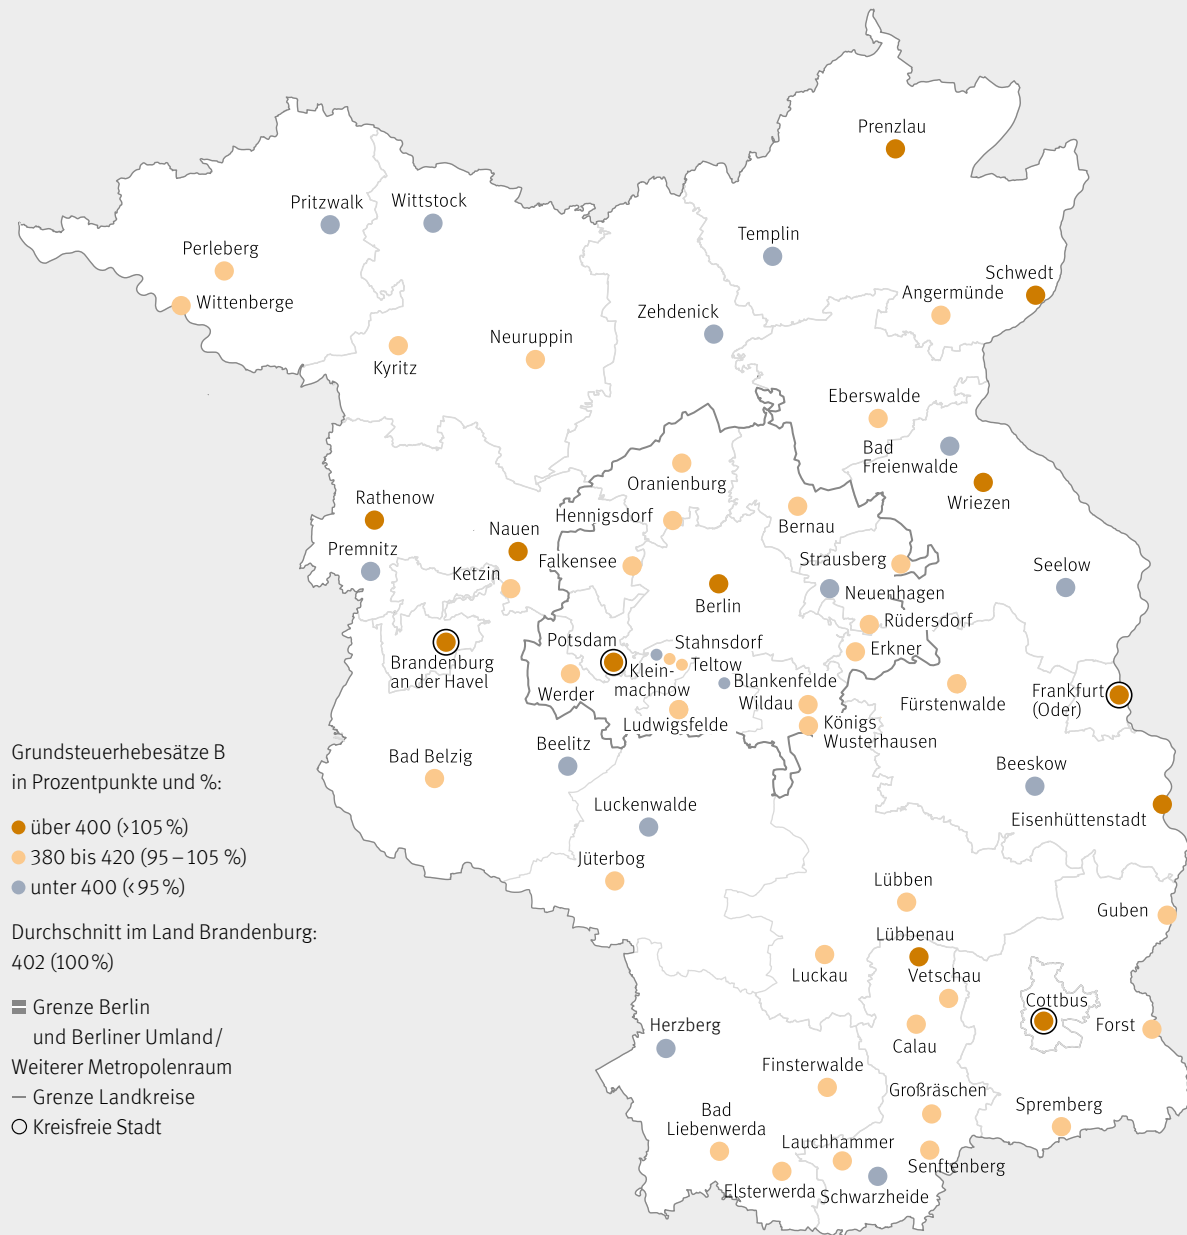 Prenzlau
Pritzwalk
Wittstock
Templin
Perleberg
Schwedt
Wittenberge
Angermünde
Zehdenick
Neuruppin
Kyritz
Eberswalde
Bad
Freienwalde
Oranienburg
Wriezen
Rathenow
Hennigsdorf
Bernau
Nauen
Premnitz
Falkensee
Strausberg
Ketzin
Seelow
Neuenhagen
Berlin
Rüdersdorf
Potsdam
Stahnsdorf
Erkner
Brandenburg
an der Havel
Klein-
machnow
Teltow
Blankenfelde
Werder
Wildau
Fürstenwalde
Frankfurt
(Oder)
Ludwigsfelde
Königs
Wusterhausen
Beelitz
Bad Belzig
Beeskow
Luckenwalde
Eisenhüttenstadt
Jüterbog
Lübben
Guben
Lübbenau
Luckau
Vetschau
Cottbus
Herzberg
Calau
Forst
Finsterwalde
Großräschen
Bad
Liebenwerda
Spremberg
Lauchhammer
Senftenberg
Elsterwerda
Schwarzheide
Grundsteuerhebesätze B
in Prozentpunkte und %:
über 400 (>105 %)
380 bis 420 (95 – 105 %)
unter 400 (<95 %)
Durchschnitt im Land Brandenburg:
402 (100 %)
Grenze Berlin
und Berliner Umland/
Weiterer Metropolenraum
Grenze Landkreise
Kreisfreie Stadt